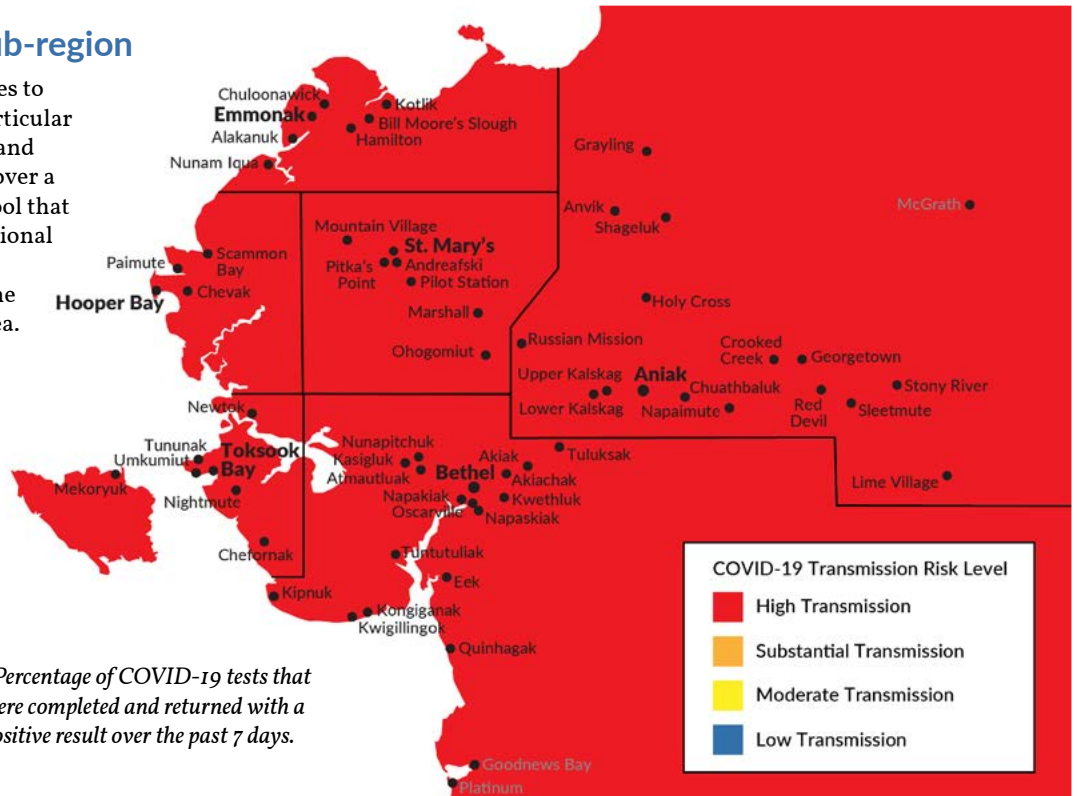 b-region
es to
rticular
and
over a
ool that
ional
ne
ea.
Chuloonawick
Kotlik
Emmonak
Bill Moore's Slough
Alakanuk
Hamilton
Nunam Iqua
Grayling
McGrath
Anvik
Shageluk
Mountain Village
St. Mary's
Scammon
Bay
Paimute
Pitka's
Point
Andreafski
Pilot Station
Chevak
Hooper Bay
Holy Cross
Marshall
Russian Mission
Ohogomiut
Crooked
Creek
Georgetown
Upper Kalskag
Aniak
Chuathbaluk
Stony River
Lower Kalskag
Napaimute
Red
Devil
Sleetmute
Newtok
Nunapitchuk
Tununak
Toksook
Bay
Kasigluk
Akiak
Tuluksak
Umkumiut
Atmautluak
Bethel
Akiachak
Mekoryuk
Lime Village
Nightmute
Napakiak
Kwethluk
Oscarville
Napaskiak
Chefornak
Tuntutuliak
Eek
Kipnuk
Kongiganak
Kwigillingok
Quinhagak
Goodnews Bay
Platinum
COVID-19 Transmission Risk Level
High Transmission
Substantial Transmission
Moderate Transmission
Low Transmission
Percentage of COVID-19 tests that
ere completed and returned with a
ositive result over the past 7 days.